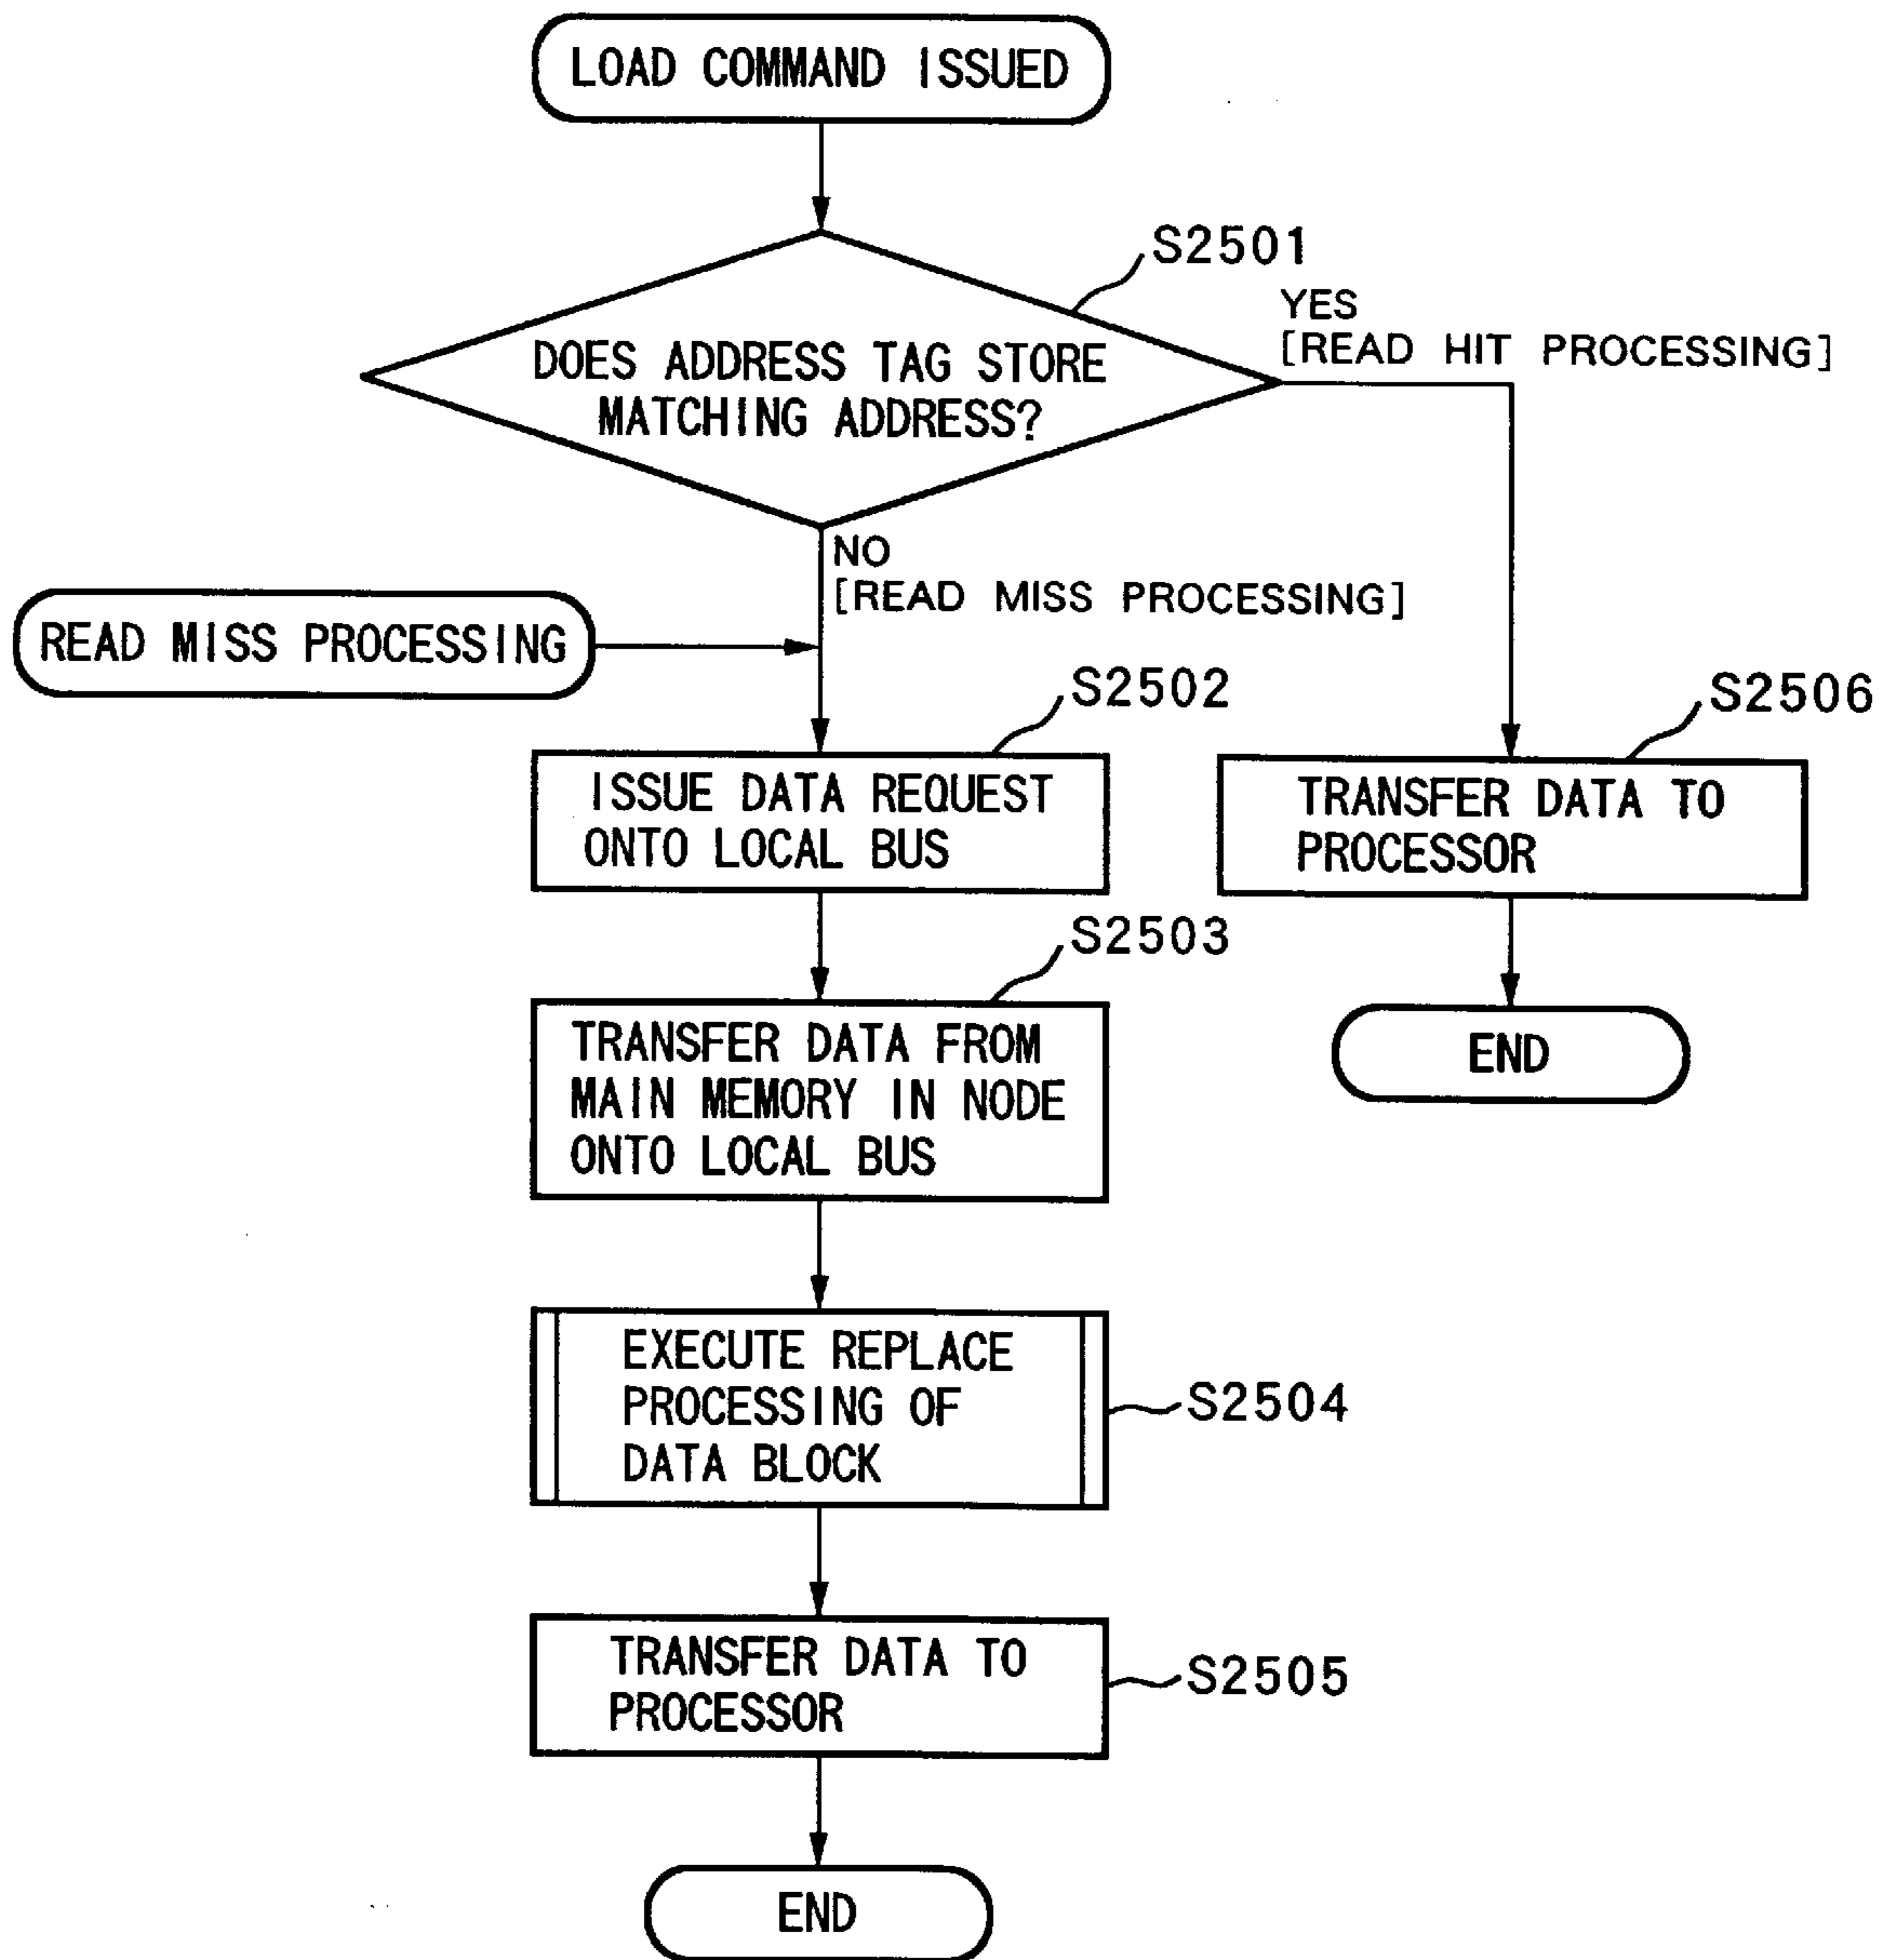 LOAD COMMAND ISSUED
S2501
DOES ADDRESS TAG STORE
MATCHING ADDRESS?
YES
[READ HIT PROCESSING]
NO
[READ MISS PROCESSING]
READ MISS PROCESSING
S2502
ISSUE DATA REQUEST
ONTO LOCAL BUS
S2506
TRANSFER DATA TO
PROCESSOR
END
S2503
TRANSFER DATA FROM
MAIN MEMORY IN NODE
ONTO LOCAL BUS
EXECUTE REPLACE
PROCESSING OF
DATA BLOCK
S2504
TRANSFER DATA TO
PROCESSOR
S2505
END